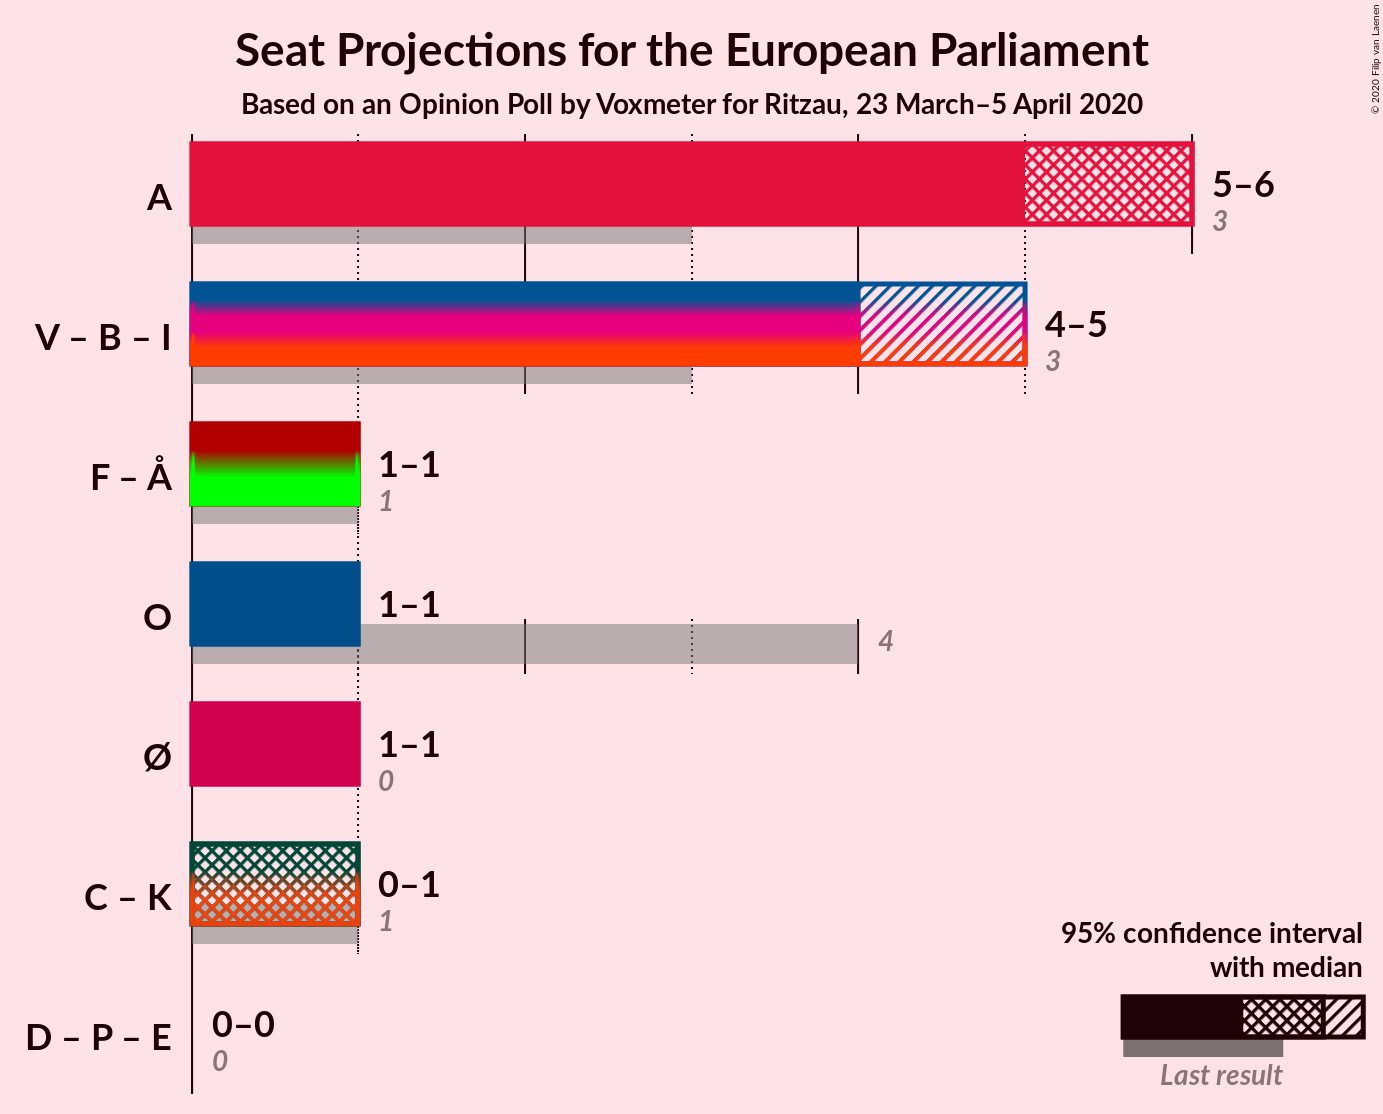 Seat Projections for the European Parliament
Based on an Opinion Poll by Voxmeter for Ritzau, 23 March–5 April 2020
© 2020 Filip van Laenen
A
5–6
3
V – B – I
4–5
3
F – Å
1–1
1
O
1–1
4
Ø
1–1
0
C – K
0–1
1
D – P – E
0–0
0
95% confidence interval
with median
Last result